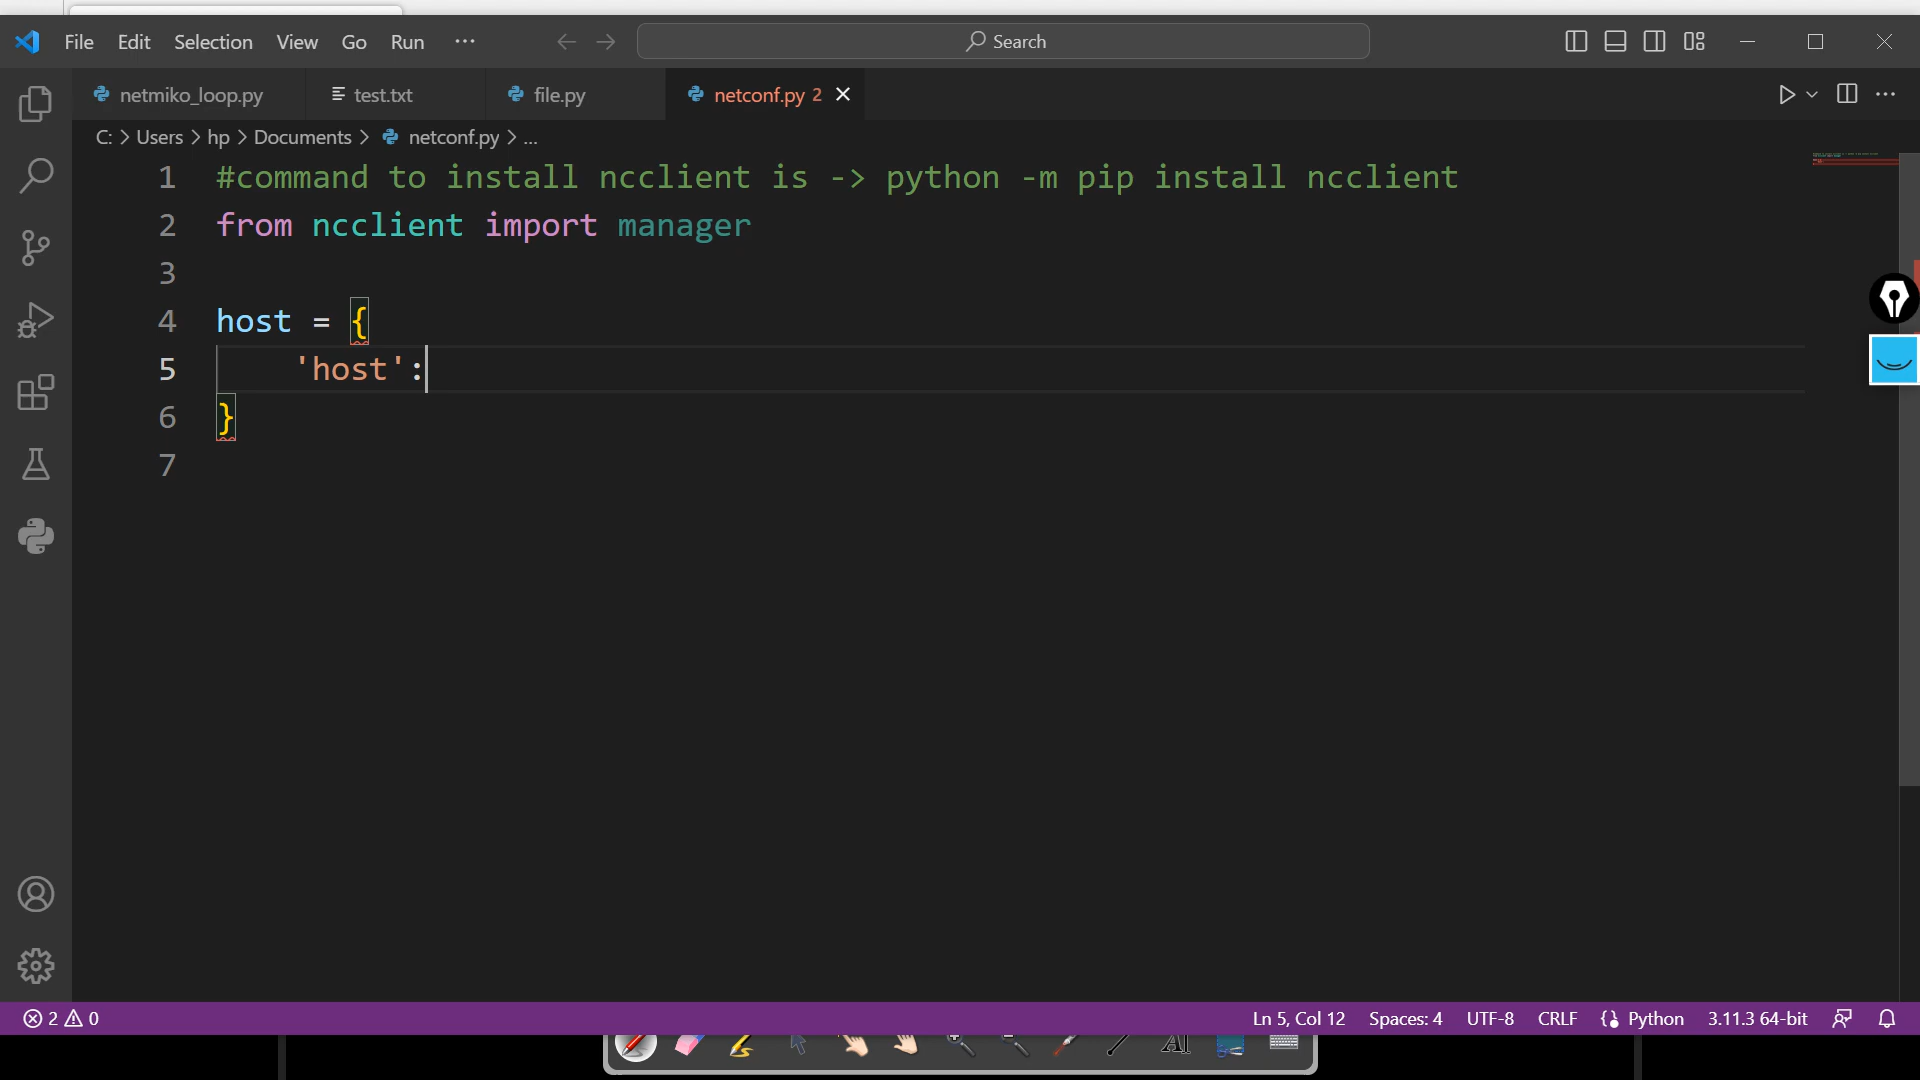 File Edit Selection View Go Run ···
Search
netmiko_loop.py test.txt file.py netconf.py 2
C: > Users > hp > Documents > netconf.py > ...
1 #command to install ncclient is -> python -m pip install ncclient
2 from ncclient import manager
3
4 host = {
5 'host':
6 }
7
2 0 Ln 5, Col 12 Spaces: 4 UTF-8 CRLF Python 3.11.3 64-bit
AI